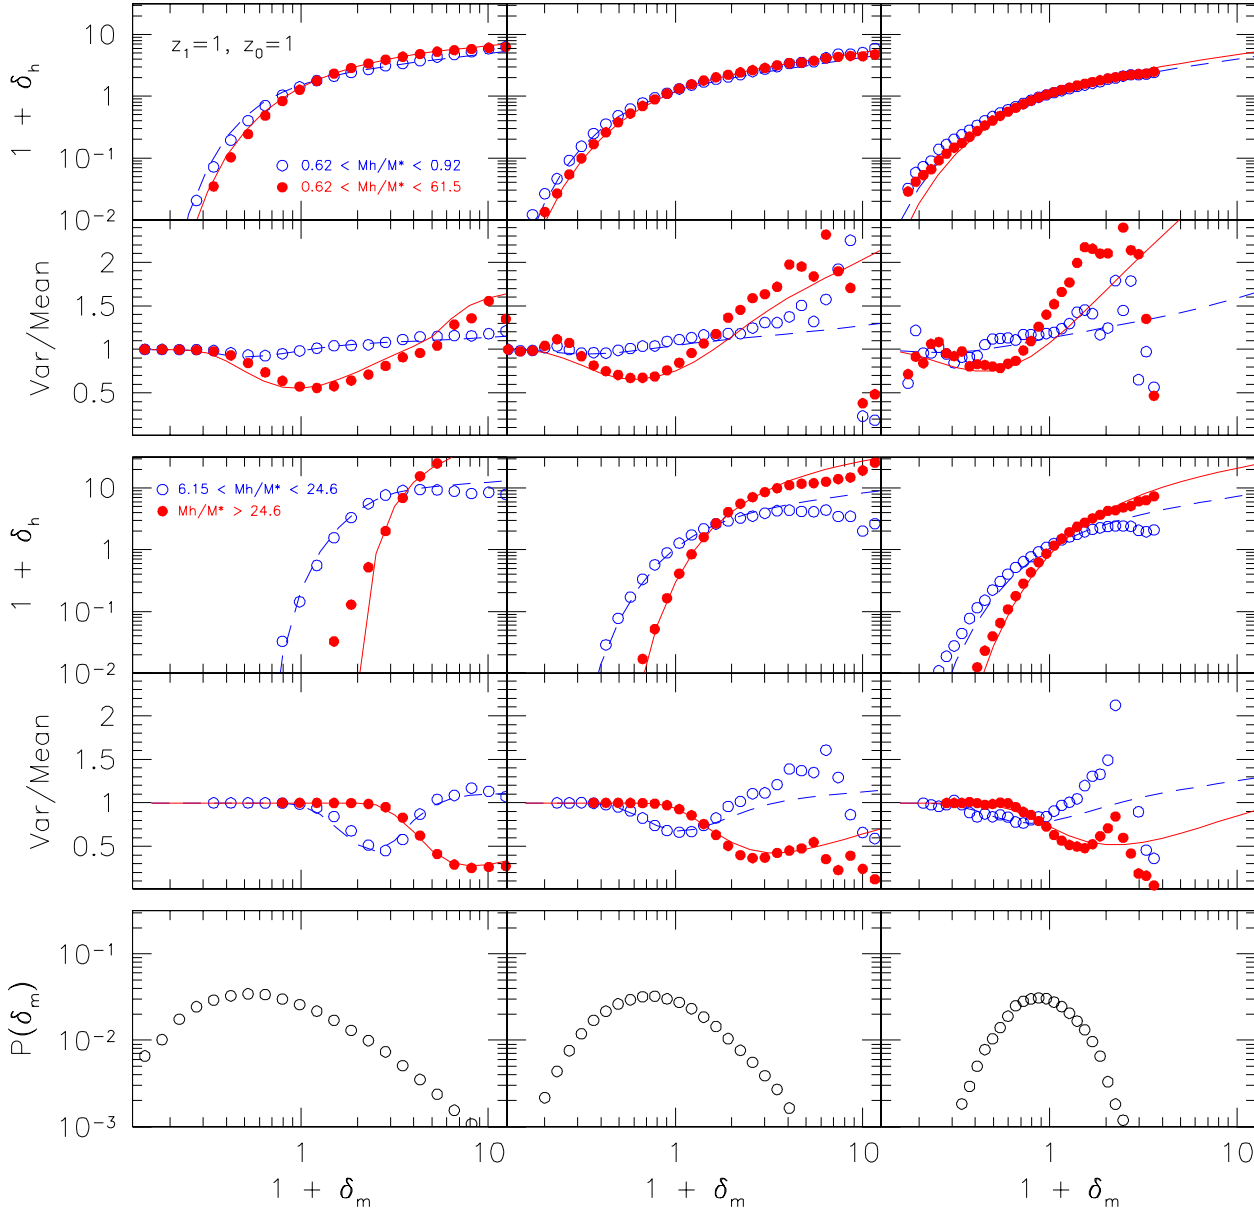 z₁=1, z₀=1
10
1
10⁻¹
10⁻²
1 + δₕ
0.62 < Mh/M* < 0.92
0.62 < Mh/M* < 61.5
2
1.5
1
0.5
Var/Mean
6.15 < Mh/M* < 24.6
Mh/M* > 24.6
10
1
10⁻¹
10⁻²
1 + δₕ
2
1.5
1
0.5
Var/Mean
10⁻¹
10⁻²
10⁻³
P(δₘ)
1 10 1 10 1 10
1 + δₘ 1 + δₘ 1 + δₘ